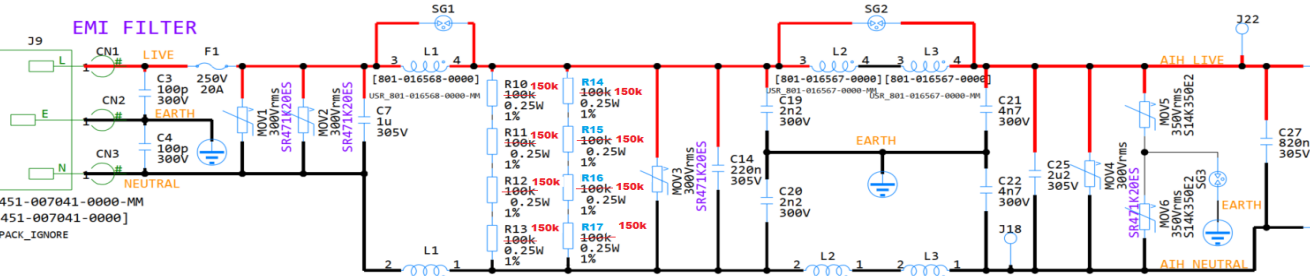 EMI FILTER
J9
L
E
N
1
1
1
CN1
#
CN2
#
CN3
#
LIVE
EARTH
NEUTRAL
C3
100p
300V
C4
100p
300V
451-007041-0000-MM
451-007041-0000]
PACK_IGNORE
F1
250V
20A
MOV1
300Vrms
SR471K20ES
MOV2
300Vrms
SR471K20ES
C7
1u
305V
SG1
L1
3
4
[801-016568-0000]
USR_801-016568-0000-MM
L1
2
1
R10
100k 150k
0.25W
1%
R11
100k 150k
0.25W
1%
R12
100k 150k
0.25W
1%
R13
100k 150k
0.25W
1%
R14
100k 150k
0.25W
1%
R15
100k 150k
0.25W
1%
R16
100k 150k
0.25W
1%
R17
100k 150k
0.25W
1%
MOV3
300Vrms
SR471K20ES
C14
220n
305V
SG2
L2
3
4
L3
3
4
[801-016567-0000]
[801-016567-0000]
USR_801-016567-0000-MM
USR_801-016567-0000-MM
C19
2n2
300V
C20
2n2
300V
EARTH
C21
4n7
300V
C22
4n7
300V
L2
2
1
L3
2
1
J18
C25
2u2
305V
MOV4
300Vrms
SR471K20ES
MOV5
350Vrms
S14K350E2
MOV6
350Vrms
S14K350E2
SG3
EARTH
J22
AIH_LIVE
AIH_NEUTRAL
C27
820n
305V